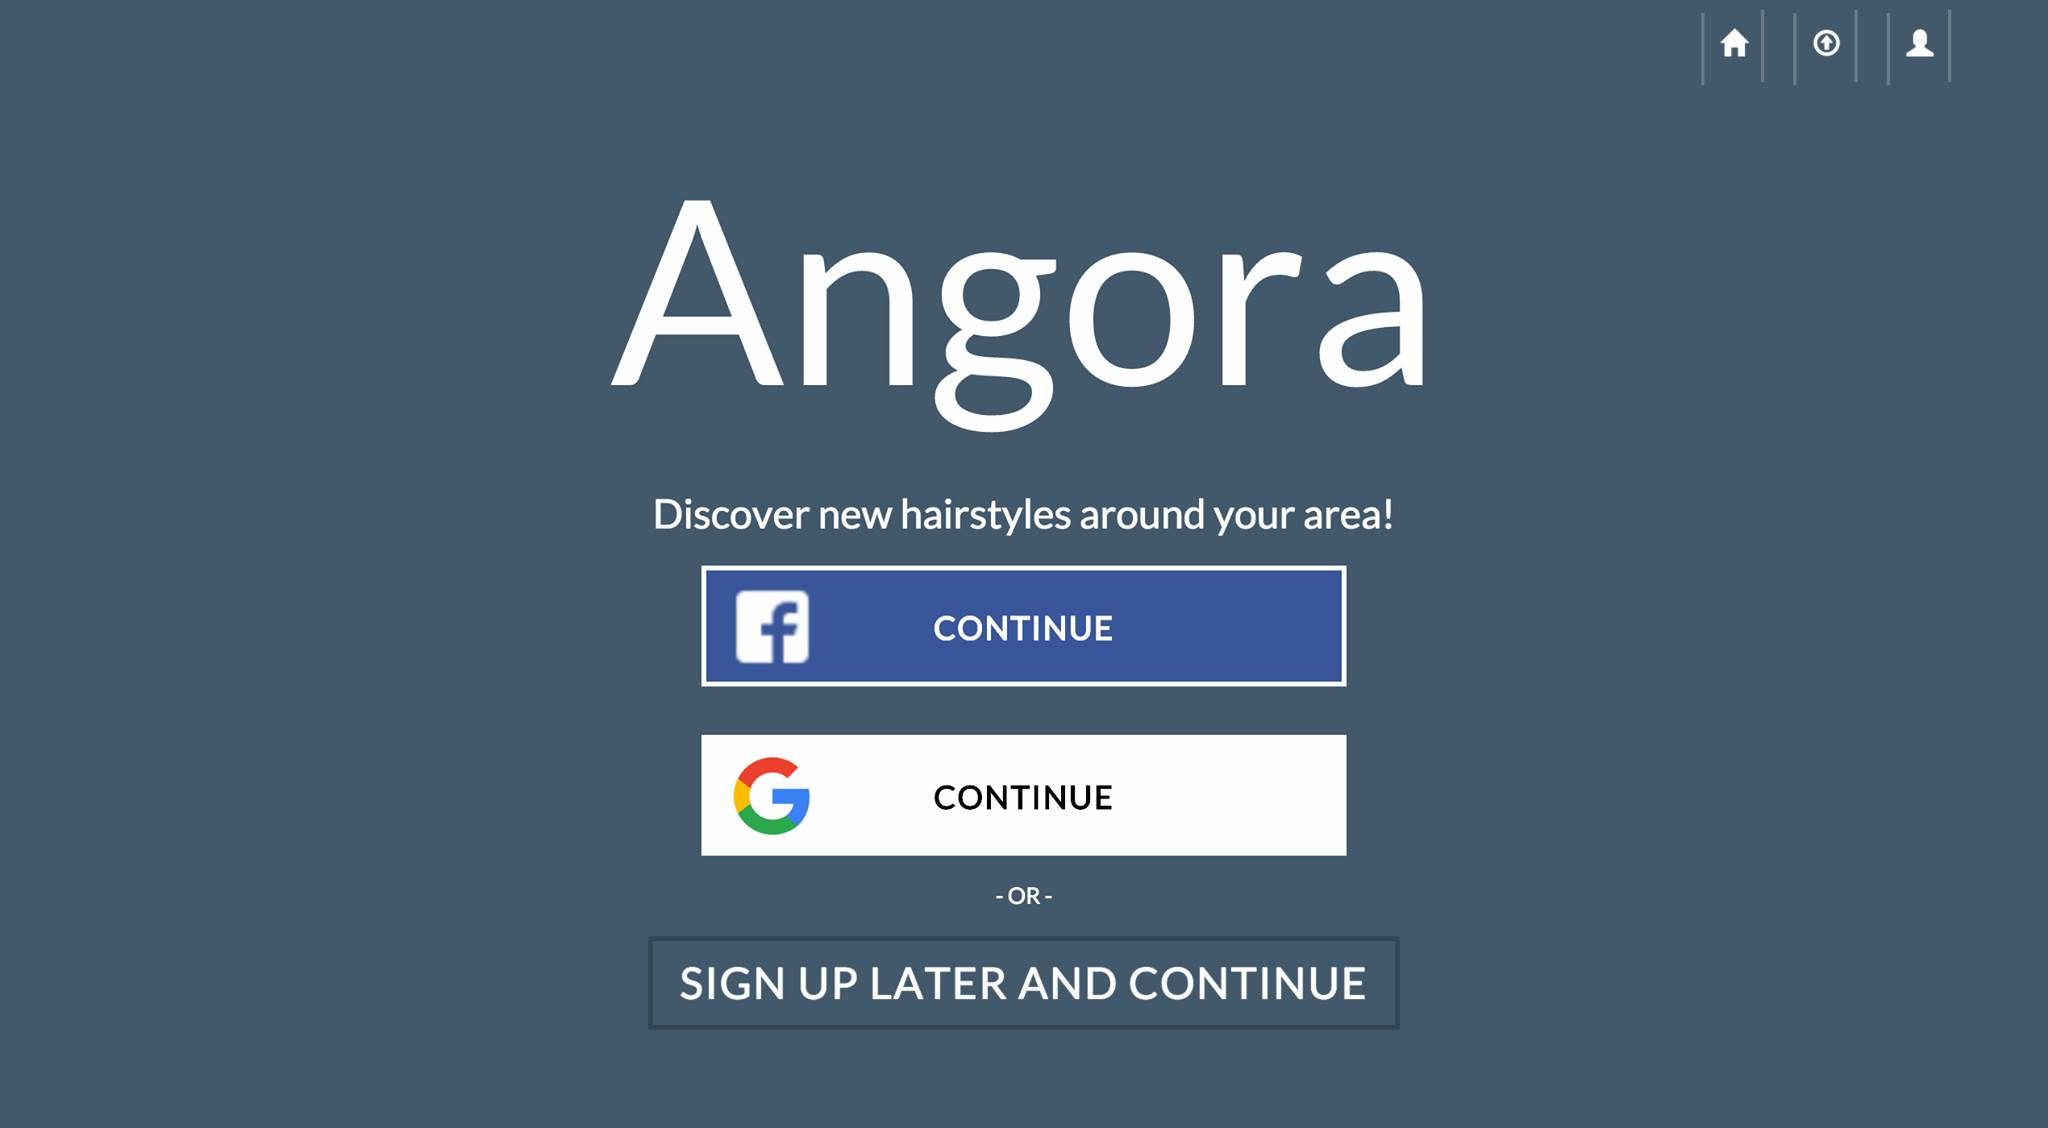 Angora
Discover new hairstyles around your area!
CONTINUE
CONTINUE
- OR -
SIGN UP LATER AND CONTINUE